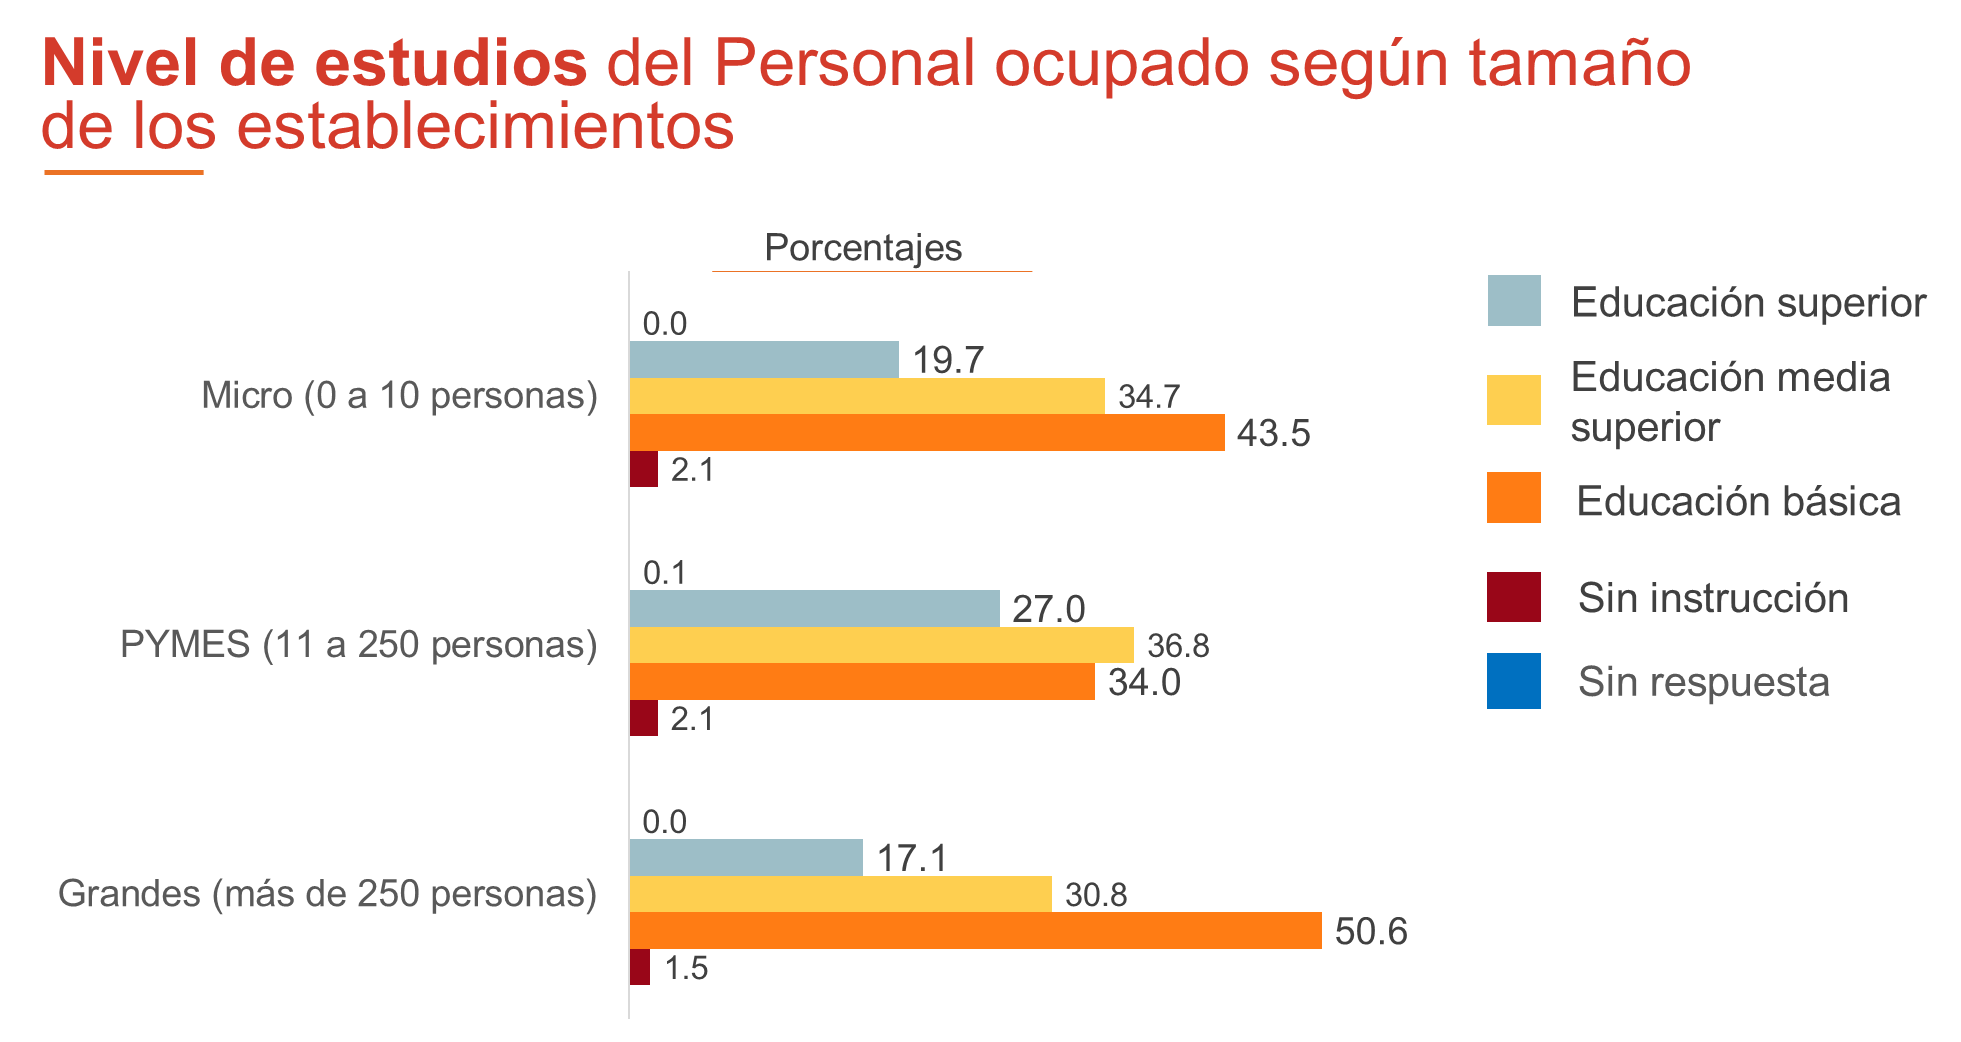 Nivel de estudios del Personal ocupado según tamaño
de los establecimientos
Porcentajes
Micro (0 a 10 personas)
0.0
19.7
34.7
43.5
2.1
PYMES (11 a 250 personas)
0.1
27.0
36.8
34.0
2.1
Grandes (más de 250 personas)
0.0
17.1
30.8
50.6
1.5
Educación superior
Educación media
superior
Educación básica
Sin instrucción
Sin respuesta